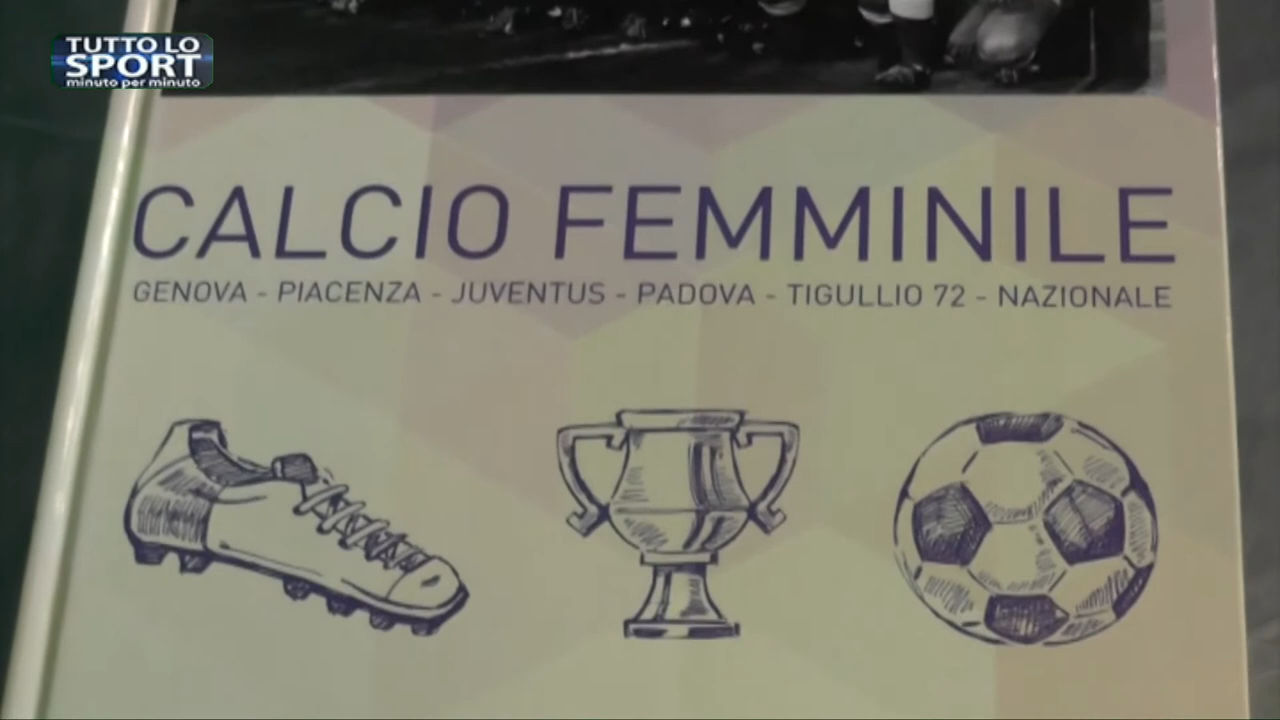 TUTTO LO
SPORT
minuto per minuto
CALCIO FEMMINILE
GENOVA - PIACENZA - JUVENTUS - PADOVA - TIGULLIO 72 - NAZIONALE